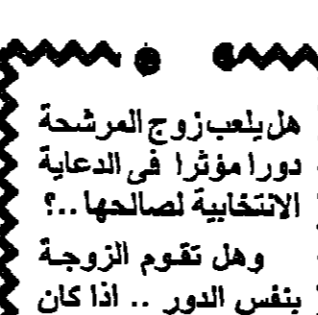 هل يلعب زوج المرشحة
دورا مؤثرا فى الدعاية
الانتخابية لصالحها ..؟
وهل تقوم الزوجة
بنفس الدور .. اذا كان